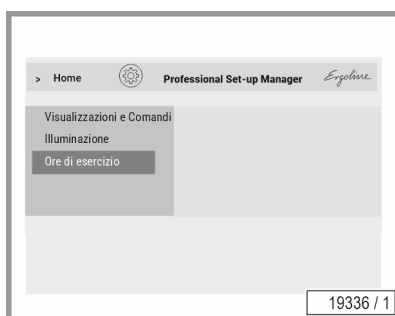 > Home Professional Set-up Manager Ergoline
Visualizzazioni e Comandi
Illuminazione
Ore di esercizio
19336 / 1